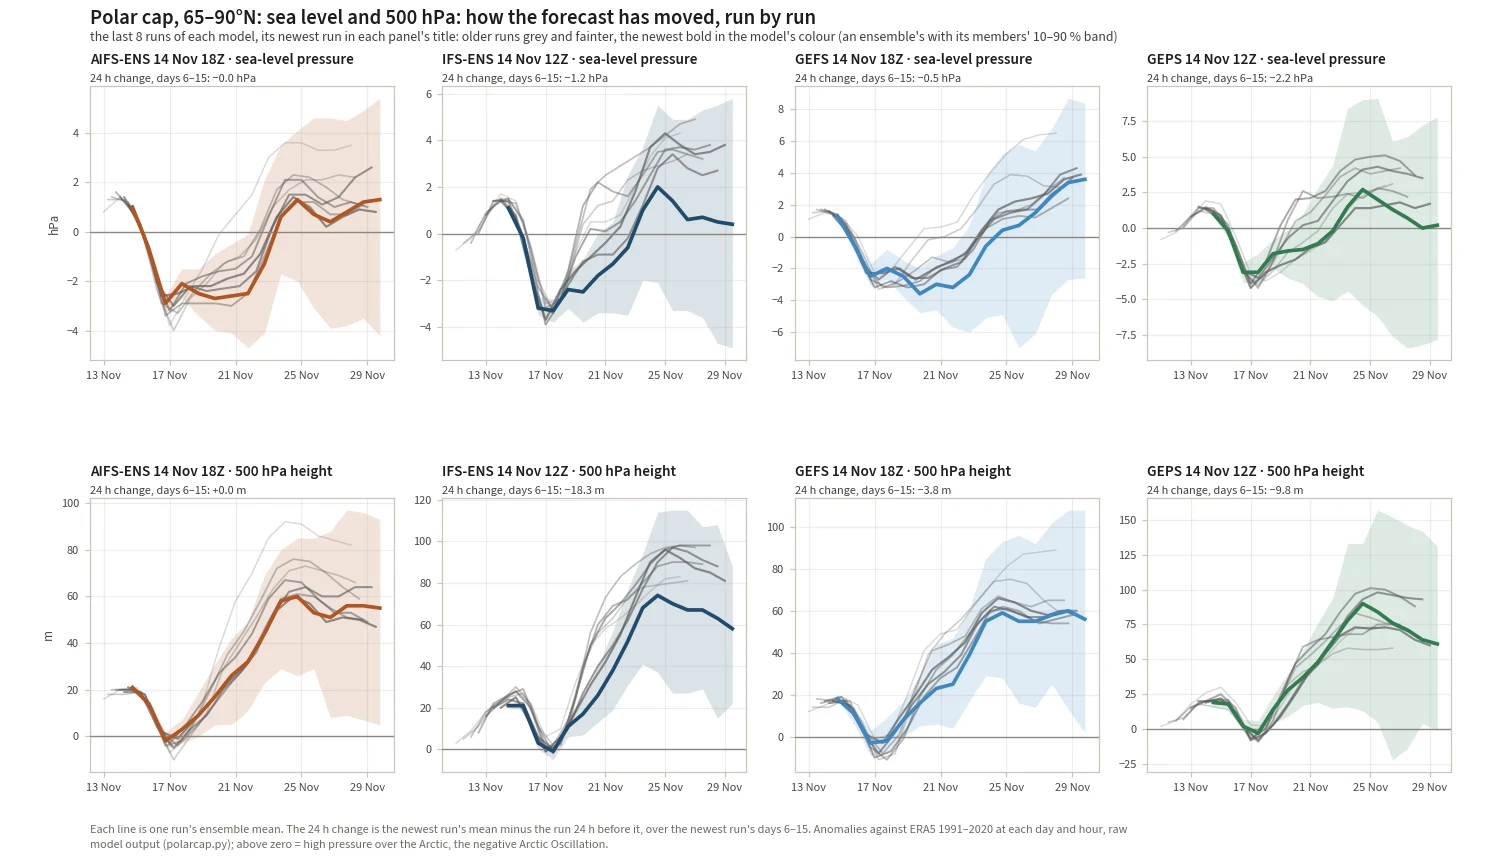 Polar cap, 65–90°N: sea level and 500 hPa: how the forecast has moved, run by run
the last 8 runs of each model, its newest run in each panel's title: older runs grey and fainter, the newest bold in the model's colour (an ensemble's with its members' 10–90 % band)
AIFS-ENS 14 Nov 18Z · sea-level pressure
24 h change, days 6–15: −0.0 hPa
4
2
0
−2
−4
hPa
13 Nov 17 Nov 21 Nov 25 Nov 29 Nov
IFS-ENS 14 Nov 12Z · sea-level pressure
24 h change, days 6–15: −1.2 hPa
6
4
2
0
−2
−4
13 Nov 17 Nov 21 Nov 25 Nov 29 Nov
GEFS 14 Nov 18Z · sea-level pressure
24 h change, days 6–15: −0.5 hPa
8
6
4
2
0
−2
−4
−6
13 Nov 17 Nov 21 Nov 25 Nov 29 Nov
GEPS 14 Nov 12Z · sea-level pressure
24 h change, days 6–15: −2.2 hPa
7.5
5.0
2.5
0.0
−2.5
−5.0
−7.5
13 Nov 17 Nov 21 Nov 25 Nov 29 Nov
AIFS-ENS 14 Nov 18Z · 500 hPa height
24 h change, days 6–15: +0.0 m
100
80
60
40
20
0
m
13 Nov 17 Nov 21 Nov 25 Nov 29 Nov
IFS-ENS 14 Nov 12Z · 500 hPa height
24 h change, days 6–15: −18.3 m
120
100
80
60
40
20
0
13 Nov 17 Nov 21 Nov 25 Nov 29 Nov
GEFS 14 Nov 18Z · 500 hPa height
24 h change, days 6–15: −3.8 m
100
80
60
40
20
0
13 Nov 17 Nov 21 Nov 25 Nov 29 Nov
GEPS 14 Nov 12Z · 500 hPa height
24 h change, days 6–15: −9.8 m
150
125
100
75
50
25
0
−25
13 Nov 17 Nov 21 Nov 25 Nov 29 Nov
Each line is one run's ensemble mean. The 24 h change is the newest run's mean minus the run 24 h before it, over the newest run's days 6–15. Anomalies against ERA5 1991–2020 at each day and hour, raw
model output (polarcap.py); above zero = high pressure over the Arctic, the negative Arctic Oscillation.